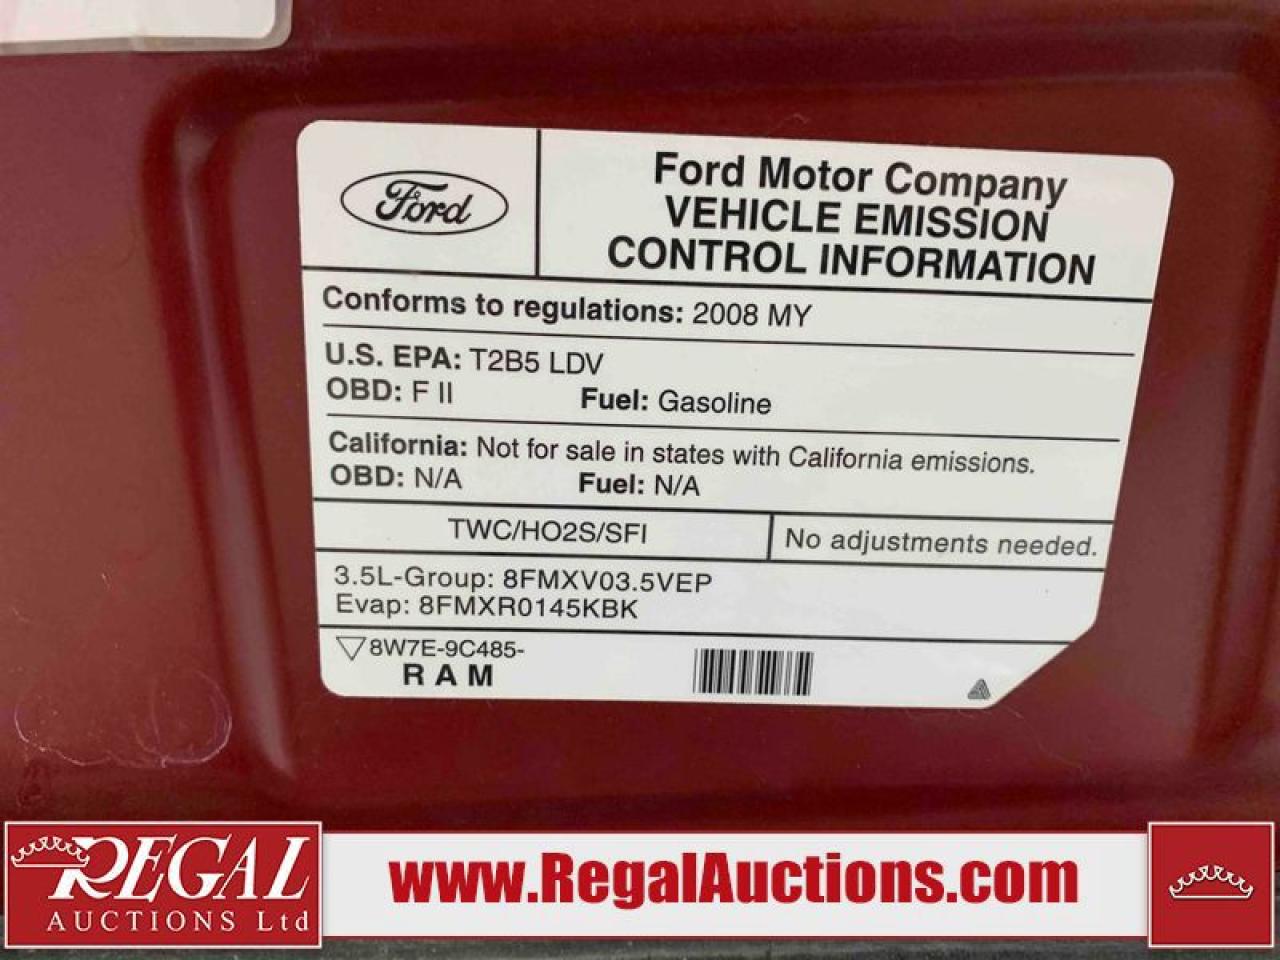 Ford
Ford Motor Company
VEHICLE EMISSION
CONTROL INFORMATION
Conforms to regulations: 2008 MY
U.S. EPA: T2B5 LDV
OBD: F II Fuel: Gasoline
California: Not for sale in states with California emissions.
OBD: N/A Fuel: N/A
TWC/HO2S/SFI No adjustments needed.
3.5L-Group: 8FMXV03.5VEP
Evap: 8FMXR0145KBK
8W7E-9C485-
RAM
REGAL
AUCTIONS Ltd
www.RegalAuctions.com